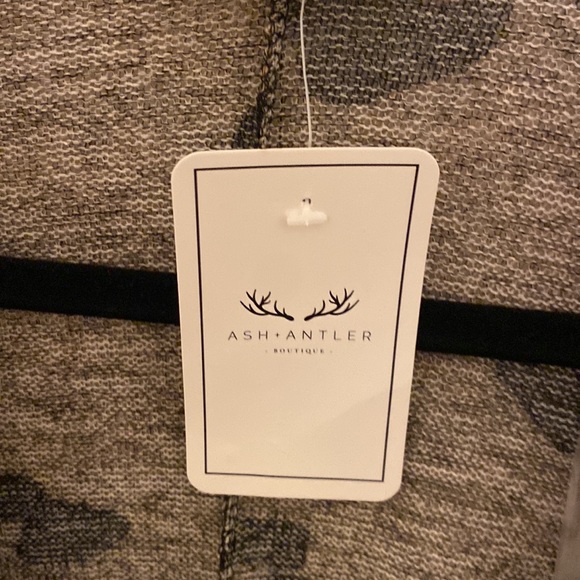 ASH + ANTLER
· BOUTIQUE ·